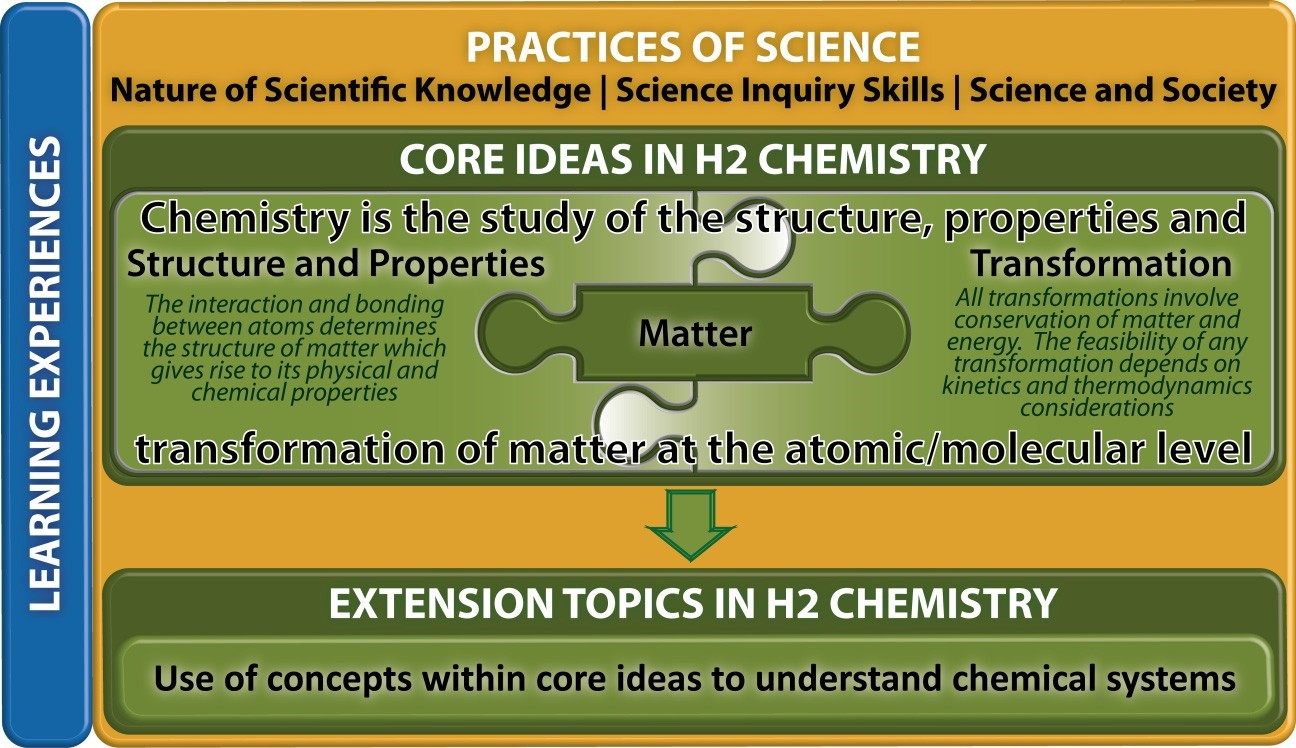 LEARNING EXPERIENCES
PRACTICES OF SCIENCE
Nature of Scientific Knowledge | Science Inquiry Skills | Science and Society
CORE IDEAS IN H2 CHEMISTRY
Chemistry is the study of the structure, properties and
Structure and Properties
The interaction and bonding
between atoms determines
the structure of matter which
gives rise to its physical and
chemical properties
Matter
Transformation
All transformations involve
conservation of matter and
energy. The feasibility of any
transformation depends on
kinetics and thermodynamics
considerations
transformation of matter at the atomic/molecular level
EXTENSION TOPICS IN H2 CHEMISTRY
Use of concepts within core ideas to understand chemical systems